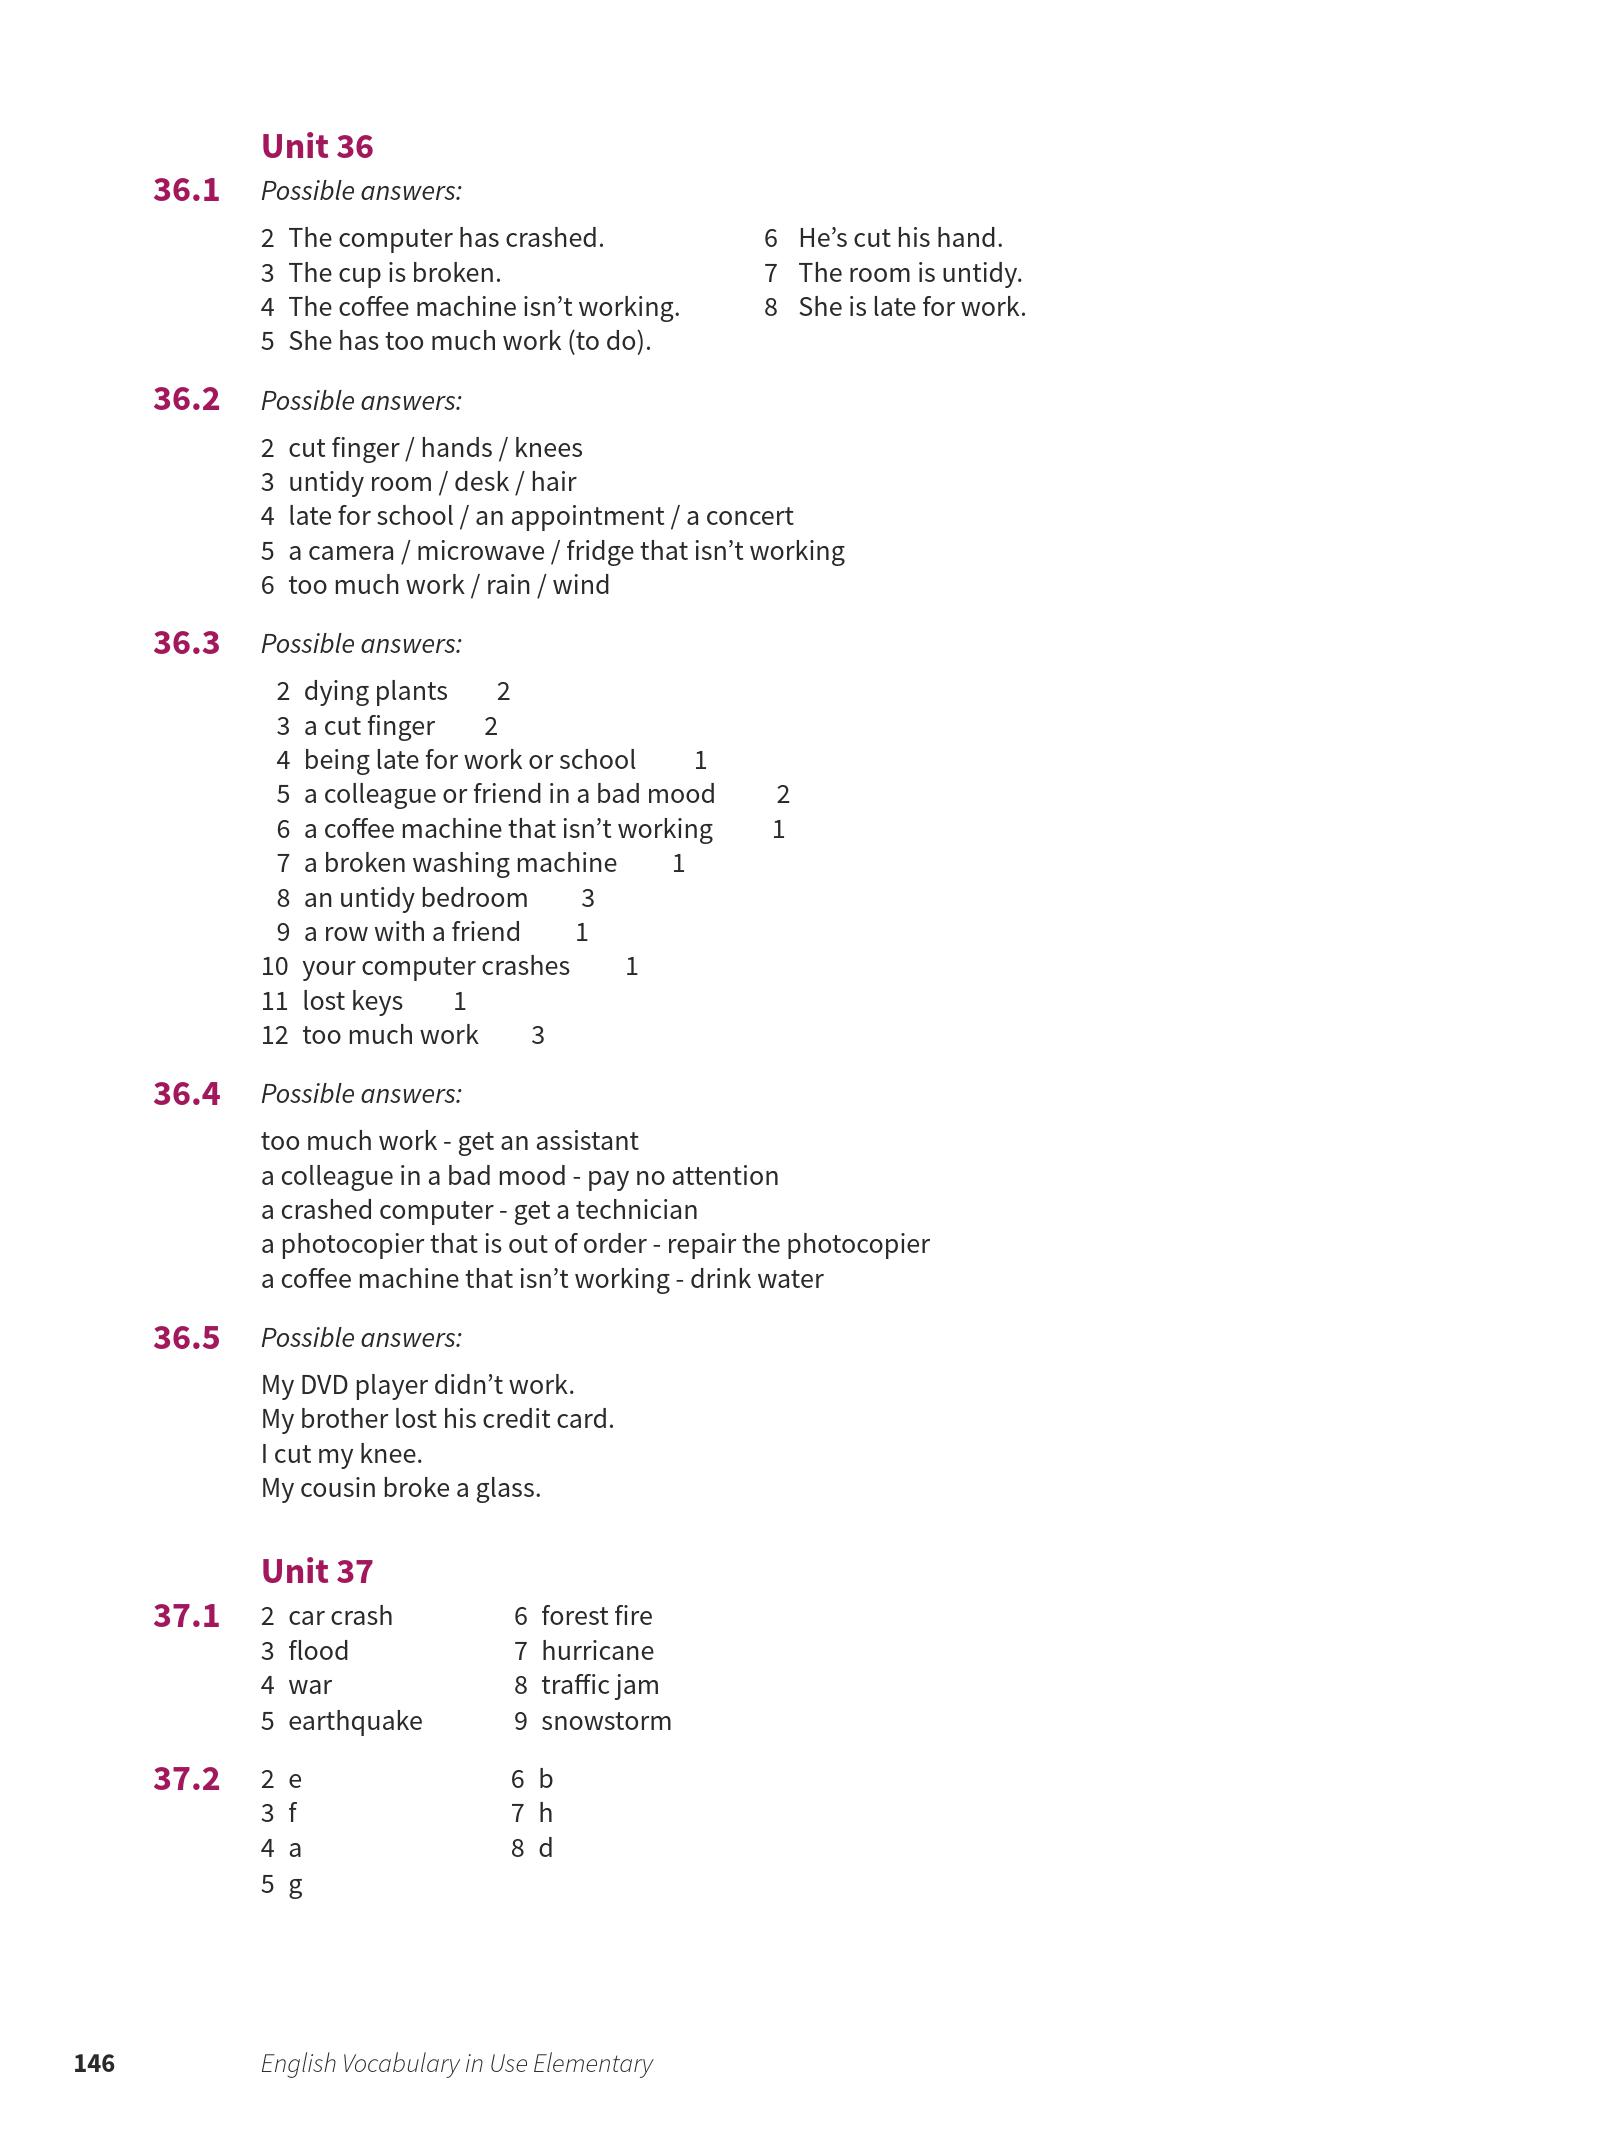 Unit 36
36.1 Possible answers:
2 The computer has crashed.
3 The cup is broken.
4 The coffee machine isn’t working.
5 She has too much work (to do).
6 He’s cut his hand.
7 The room is untidy.
8 She is late for work.
36.2 Possible answers:
2 cut finger / hands / knees
3 untidy room / desk / hair
4 late for school / an appointment / a concert
5 a camera / microwave / fridge that isn’t working
6 too much work / rain / wind
36.3 Possible answers:
2 dying plants 2
3 a cut finger 2
4 being late for work or school 1
5 a colleague or friend in a bad mood 2
6 a coffee machine that isn’t working 1
7 a broken washing machine 1
8 an untidy bedroom 3
9 a row with a friend 1
10 your computer crashes 1
11 lost keys 1
12 too much work 3
36.4 Possible answers:
too much work - get an assistant
a colleague in a bad mood - pay no attention
a crashed computer - get a technician
a photocopier that is out of order - repair the photocopier
a coffee machine that isn’t working - drink water
36.5 Possible answers:
My DVD player didn’t work.
My brother lost his credit card.
I cut my knee.
My cousin broke a glass.
Unit 37
37.1 2 car crash
3 flood
4 war
5 earthquake
6 forest fire
7 hurricane
8 traffic jam
9 snowstorm
37.2 2 e
3 f
4 a
5 g
6 b
7 h
8 d
146 English Vocabulary in Use Elementary